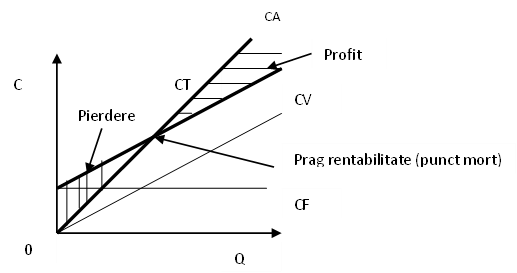 CA
Profit
C
CT
CV
Pierdere
Prag rentabilitate (punct mort)
CF
0
Q